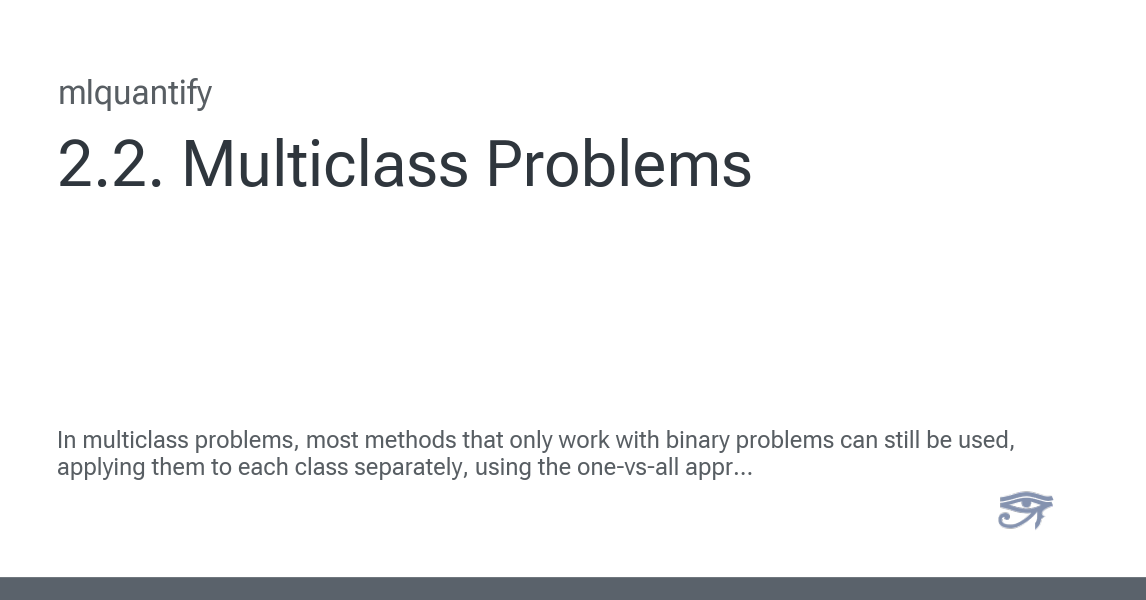 mlquantify
2.2. Multiclass Problems
In multiclass problems, most methods that only work with binary problems can still be used,
applying them to each class separately, using the one-vs-all appr...